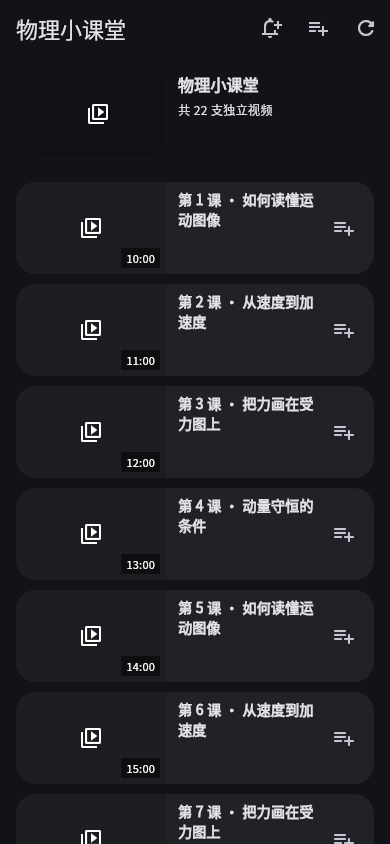 物理小课堂
物理小课堂
共 22 支独立视频
第 1 课 · 如何读懂运
动图像
10:00
第 2 课 · 从速度到加
速度
11:00
第 3 课 · 把力画在受
力图上
12:00
第 4 课 · 动量守恒的
条件
13:00
第 5 课 · 如何读懂运
动图像
14:00
第 6 课 · 从速度到加
速度
15:00
第 7 课 · 把力画在受
力图上